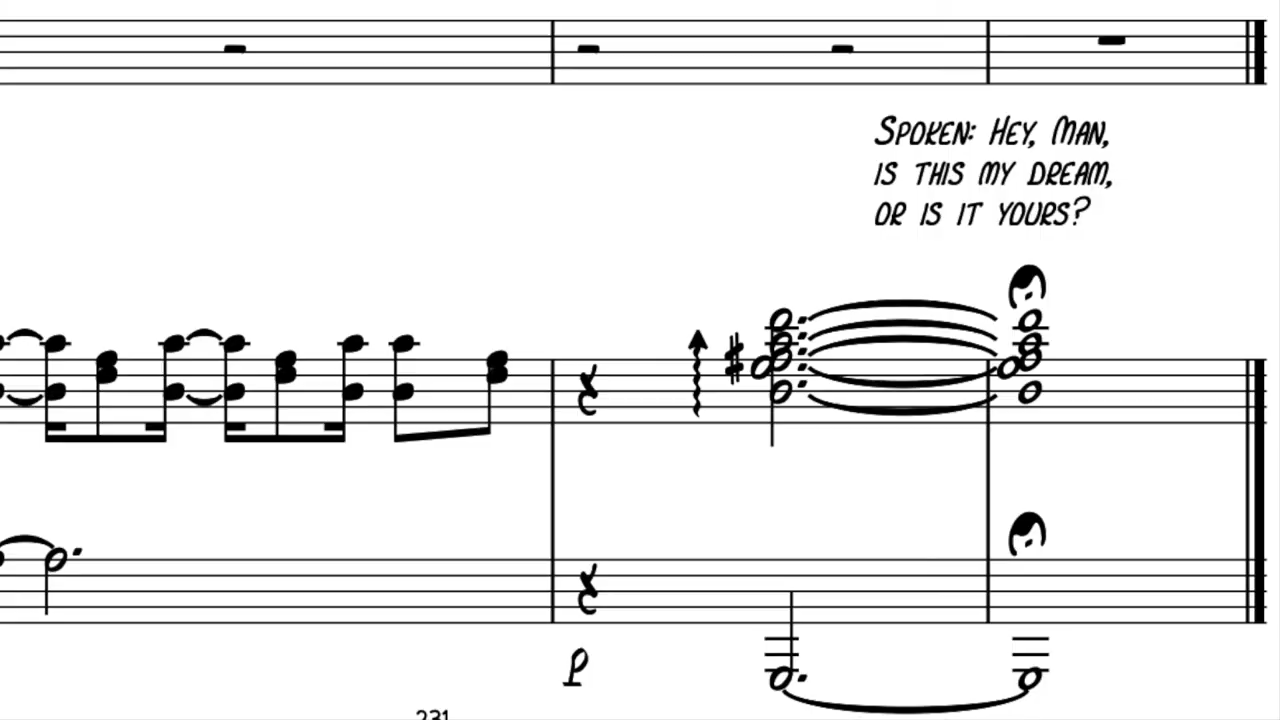 SPOKEN: HEY, MAN,
IS THIS MY DREAM,
OR IS IT YOURS?
p
231